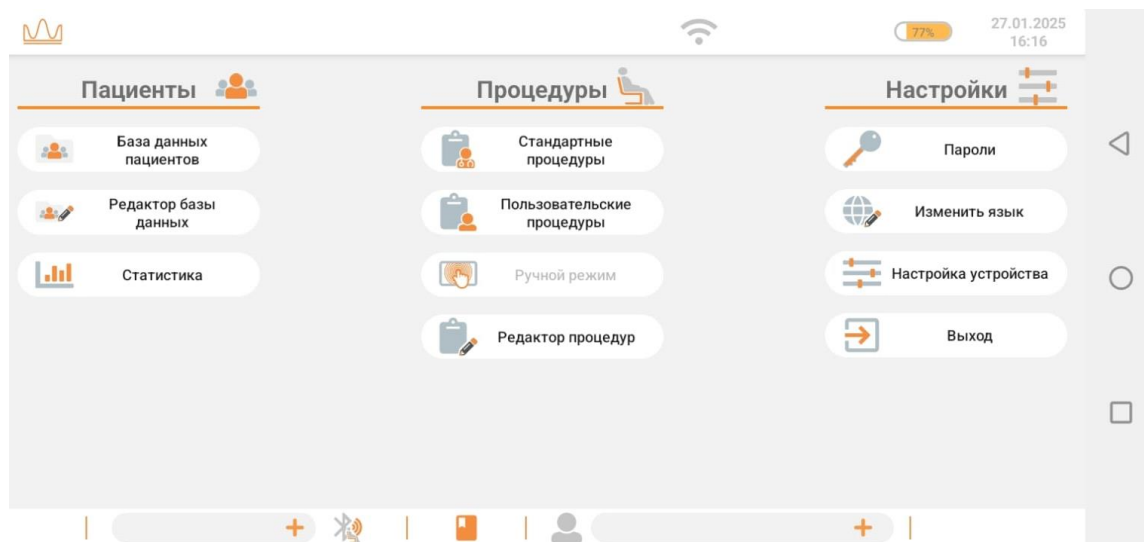 77%
27.01.2025
16:16
Пациенты
Процедуры
Настройки
База данных
пациентов
Редактор базы
данных
Статистика
Стандартные
процедуры
Пользовательские
процедуры
Ручной режим
Редактор процедур
Пароли
Изменить язык
Настройка устройства
Выход